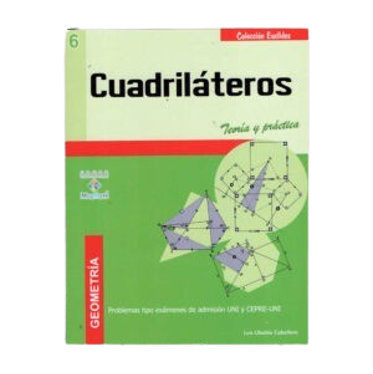 6
Colección Euclides
Cuadriláteros
Teoría y práctica
GEOMETRÍA
Problemas tipo exámenes de admisión UNI y CEPRE-UNI
Luis Ubaldo Caballero